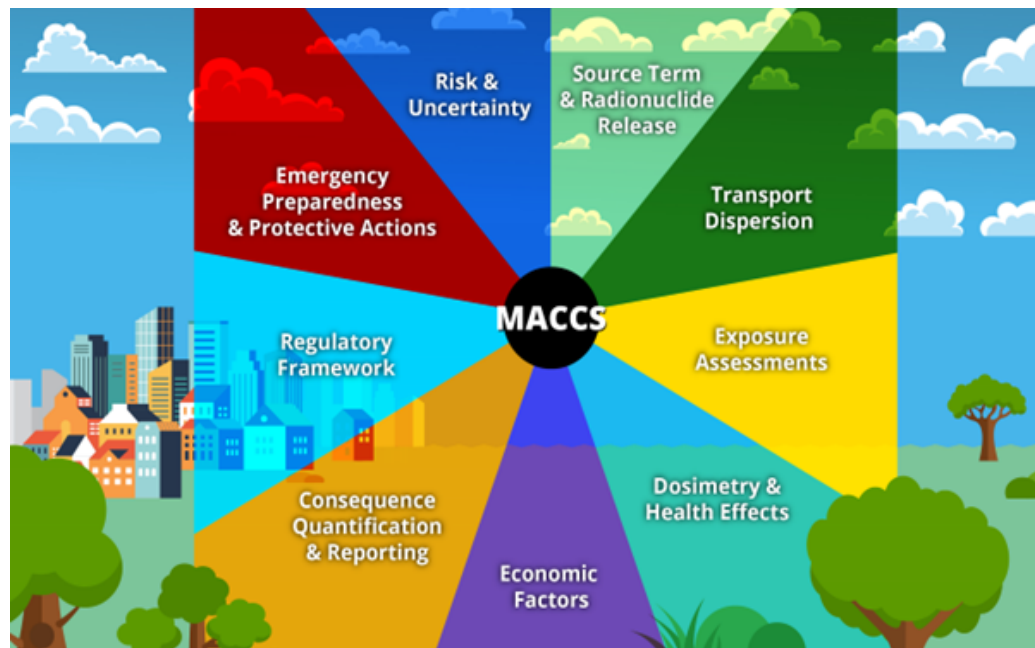 Risk &
Uncertainty
Source Term
& Radionuclide
Release
Emergency
Preparedness
& Protective Actions
Transport
Dispersion
MACCS
Regulatory
Framework
Exposure
Assessments
Consequence
Quantification
& Reporting
Dosimetry &
Health Effects
Economic
Factors